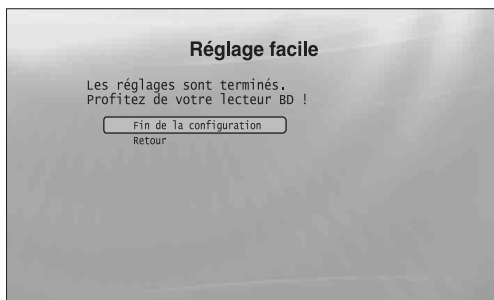 Réglage facile
Les réglages sont terminés.
Profitez de votre lecteur BD !
Fin de la configuration
Retour